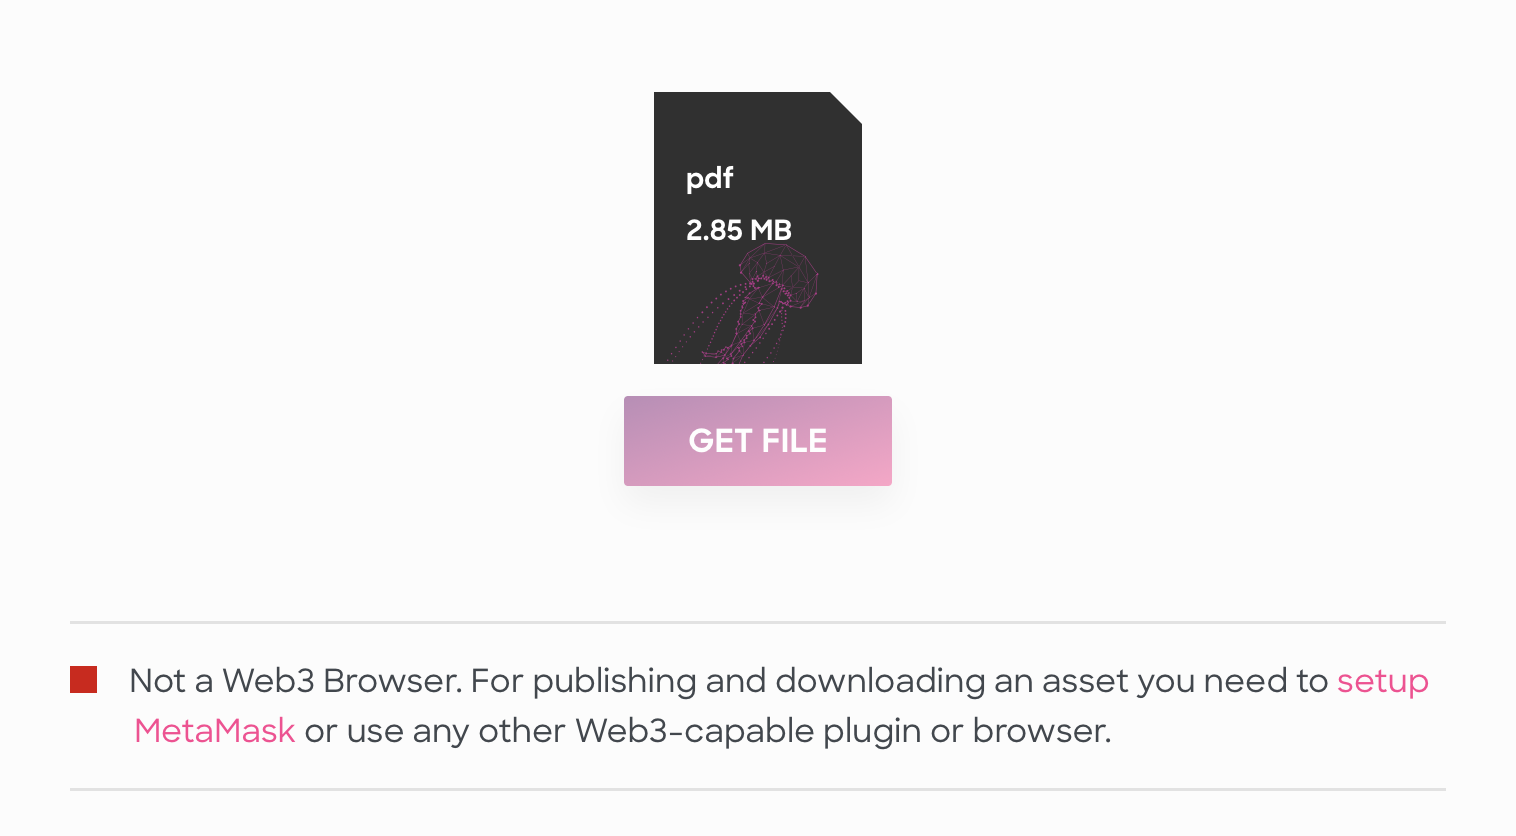 pdf
2.85 MB
GET FILE
Not a Web3 Browser. For publishing and downloading an asset you need to setup
MetaMask or use any other Web3-capable plugin or browser.